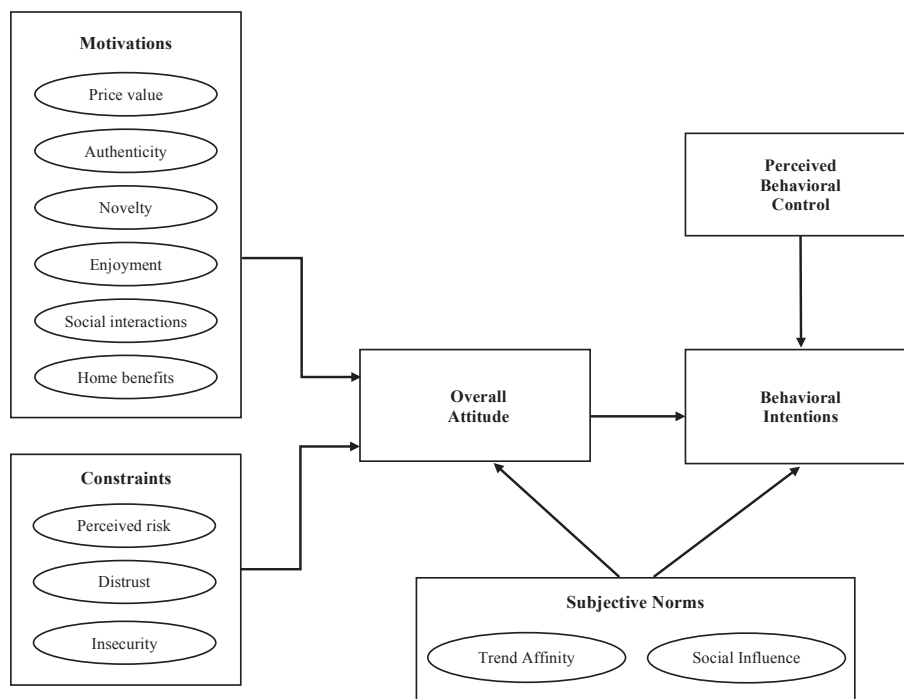 Motivations
Price value
Authenticity
Novelty
Enjoyment
Social interactions
Home benefits
Constraints
Perceived risk
Distrust
Insecurity
Overall
Attitude
Perceived
Behavioral
Control
Behavioral
Intentions
Subjective Norms
Trend Affinity
Social Influence